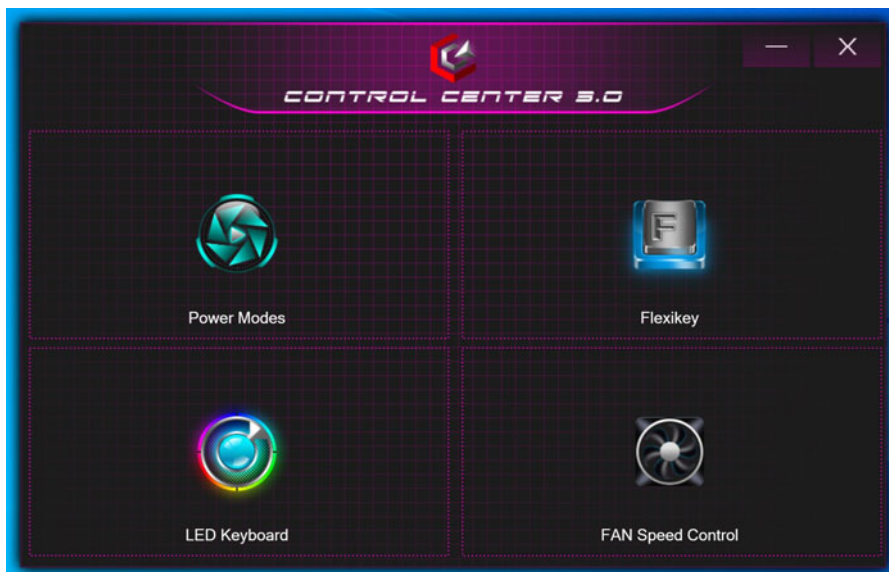 CONTROL CENTER 3.0
Power Modes
F
Flexikey
LED Keyboard
FAN Speed Control